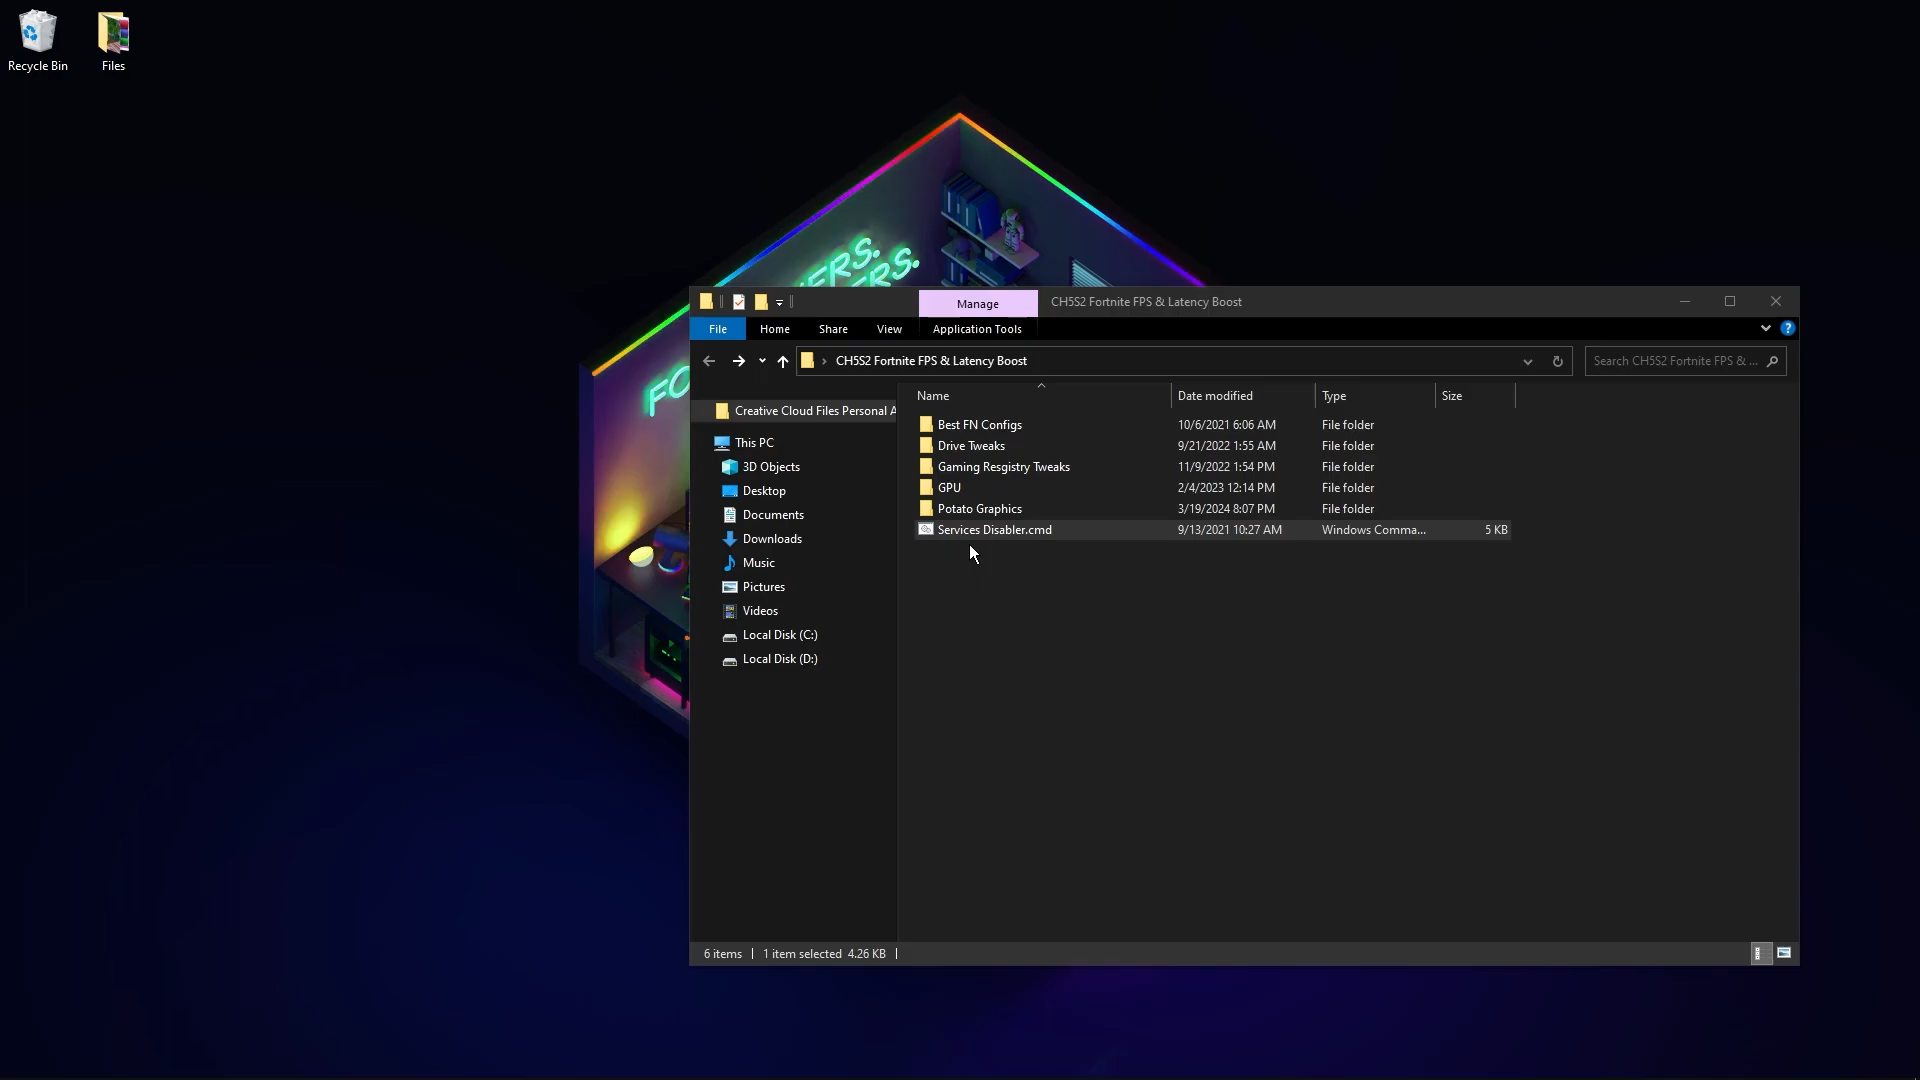 Recycle Bin
Files
Manage
CH5S2 Fortnite FPS & Latency Boost
File
Home
Share
View
Application Tools
CH5S2 Fortnite FPS & Latency Boost
Search CH5S2 Fortnite FPS & ...
Name
Date modified
Type
Size
Creative Cloud Files Personal A
This PC
3D Objects
Desktop
Documents
Downloads
Music
Pictures
Videos
Local Disk (C:)
Local Disk (D:)
Best FN Configs 10/6/2021 6:06 AM File folder
Drive Tweaks 9/21/2022 1:55 AM File folder
Gaming Resgistry Tweaks 11/9/2022 1:54 PM File folder
GPU 2/4/2023 12:14 PM File folder
Potato Graphics 3/19/2024 8:07 PM File folder
Services Disabler.cmd 9/13/2021 10:27 AM Windows Comma... 5 KB
6 items
1 item selected 4.26 KB